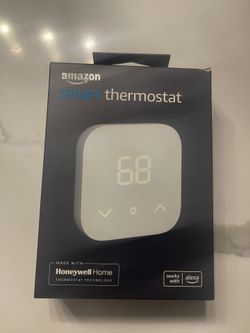 amazon
smart thermostat
68
MADE WITH
Honeywell Home
THERMOSTAT TECHNOLOGY
works
with
alexa